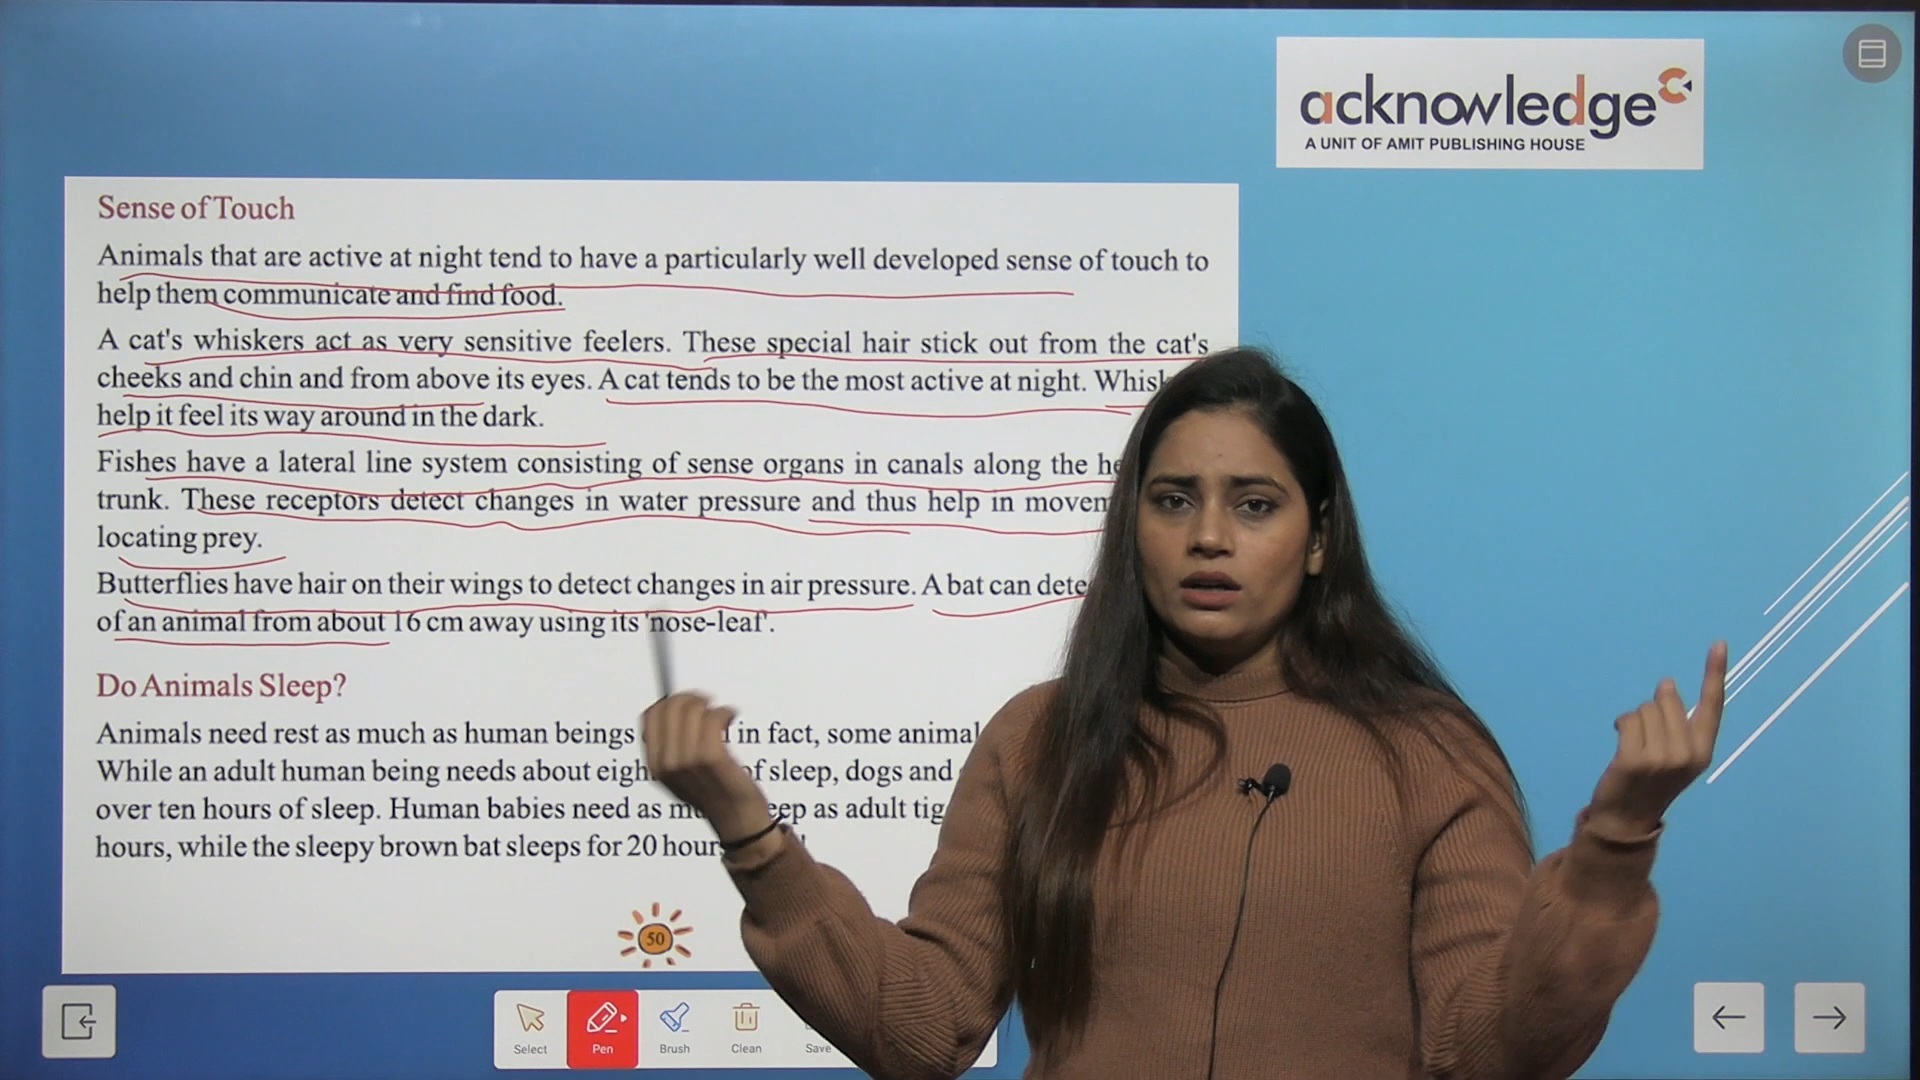 acknowledge
A UNIT OF AMIT PUBLISHING HOUSE
Sense of Touch
Animals that are active at night tend to have a particularly well developed sense of touch to
help them communicate and find food.
A cat's whiskers act as very sensitive feelers. These special hair stick out from the cat's
cheeks and chin and from above its eyes. A cat tends to be the most active at night.
help it feel its way around in the dark.
Fishes have a lateral line system consisting of sense organs in canals along the
trunk. These receptors detect changes in water pressure and thus help in
locating prey.
Butterflies have hair on their wings to detect changes in air pressure. A bat can
of an animal from about 16 cm away using its 'nose-leaf'.
Do Animals Sleep?
Animals need rest as much as human beings in fact, some
While an adult human being needs about of sleep, dogs and
over ten hours of sleep. Human babies need as as adult
hours, while the sleepy brown bat sleeps for 20
50
Select
Pen
Brush
Clean
Save